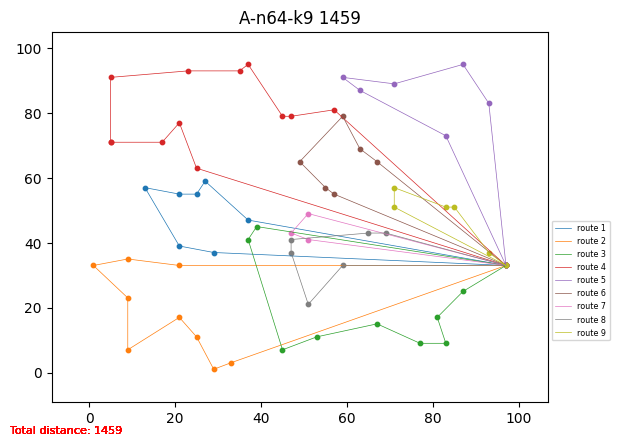 A-n64-k9 1459
100
80
60
40
20
0
0 20 40 60 80 100
route 1
route 2
route 3
route 4
route 5
route 6
route 7
route 8
route 9
Total distance: 1459